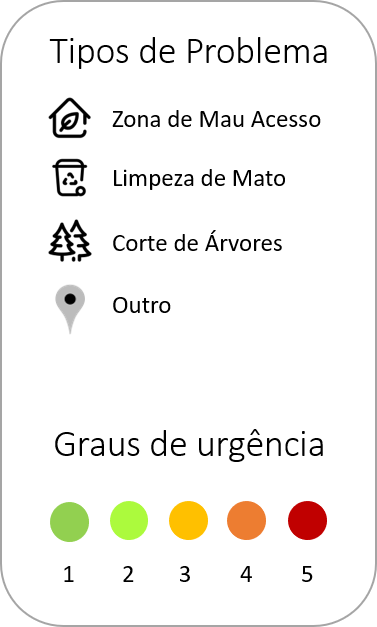 Tipos de Problema
Zona de Mau Acesso
Limpeza de Mato
Corte de Árvores
Outro
Graus de urgência
1 2 3 4 5